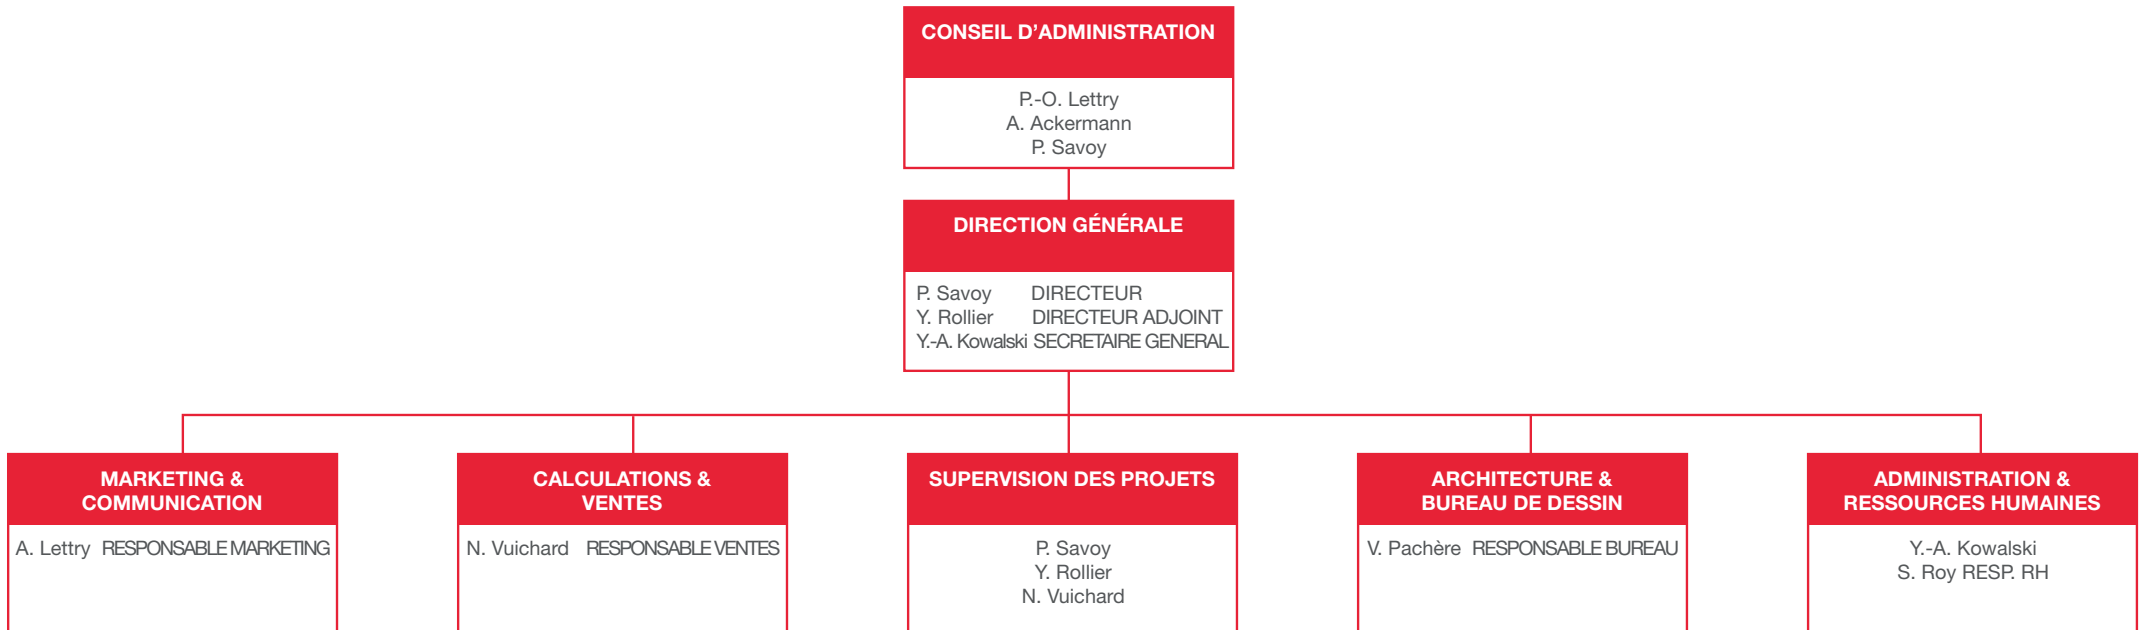 CONSEIL D’ADMINISTRATION
P.-O. Lettry
A. Ackermann
P. Savoy
DIRECTION GÉNÉRALE
P. Savoy DIRECTEUR
Y. Rollier DIRECTEUR ADJOINT
Y.-A. Kowalski SECRETAIRE GENERAL
MARKETING &
COMMUNICATION
A. Lettry RESPONSABLE MARKETING
CALCULATIONS &
VENTES
N. Vuichard RESPONSABLE VENTES
SUPERVISION DES PROJETS
P. Savoy
Y. Rollier
N. Vuichard
ARCHITECTURE &
BUREAU DE DESSIN
V. Pachère RESPONSABLE BUREAU
ADMINISTRATION &
RESSOURCES HUMAINES
Y.-A. Kowalski
S. Roy RESP. RH